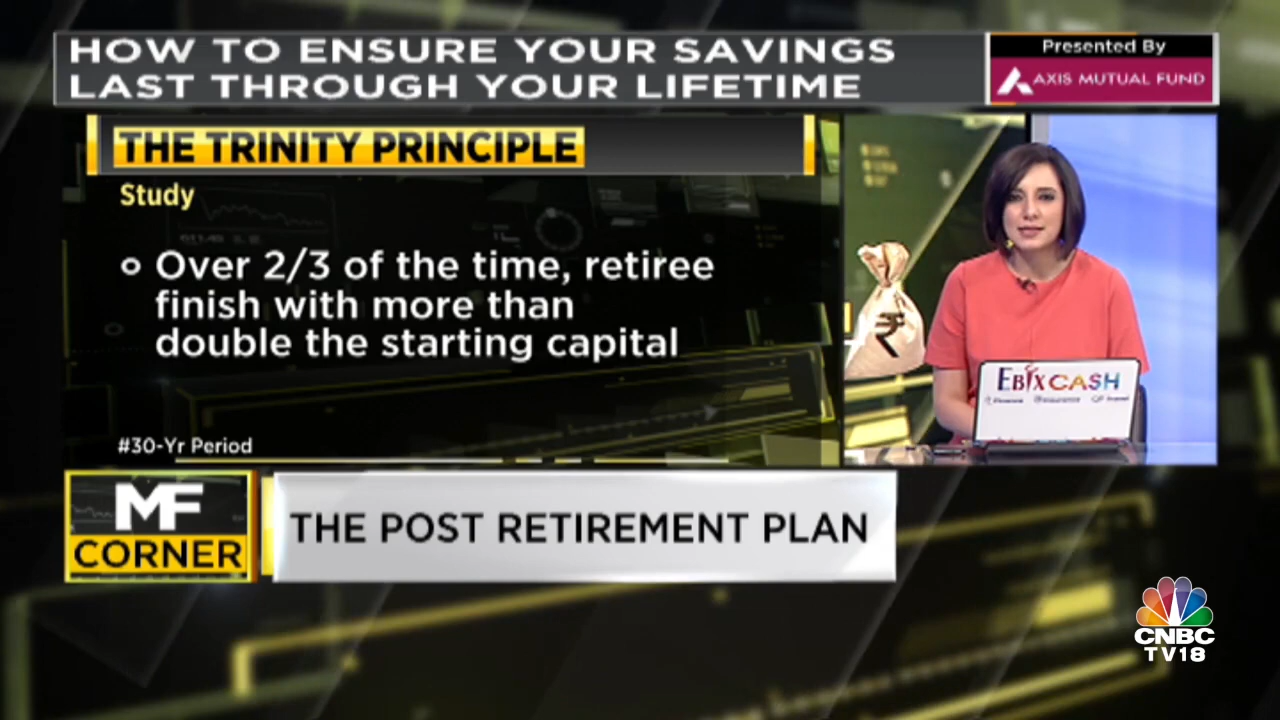 HOW TO ENSURE YOUR SAVINGS
LAST THROUGH YOUR LIFETIME
Presented By
AXIS MUTUAL FUND
THE TRINITY PRINCIPLE
Study
Over 2/3 of the time, retiree
finish with more than
double the starting capital
#30-Yr Period
₹
EBIXCASH
MF
CORNER
THE POST RETIREMENT PLAN
CNBC
TV18